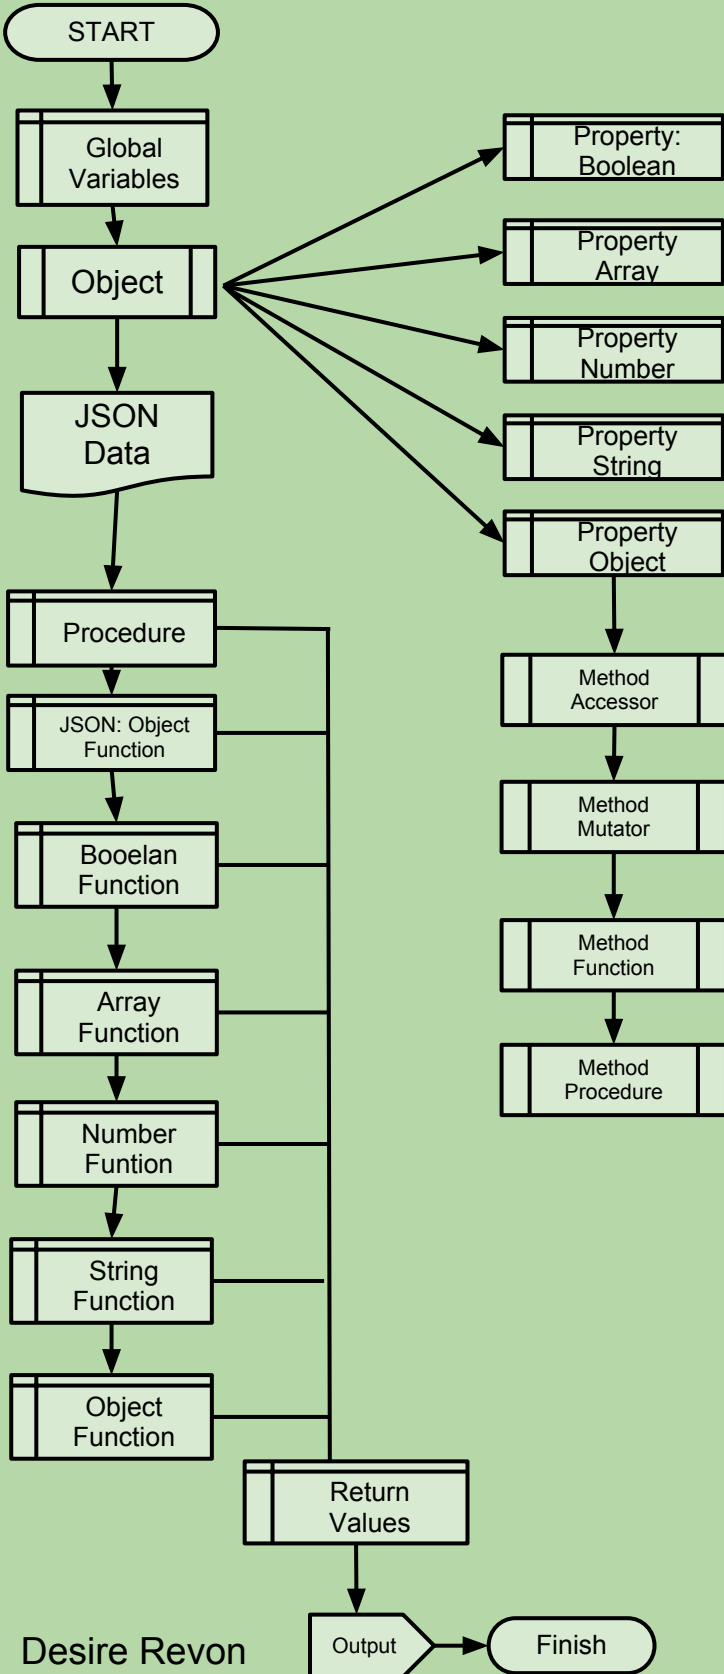 START
Global
Variables
Object
JSON
Data
Procedure
JSON: Object
Function
Booelan
Function
Array
Function
Number
Funtion
String
Function
Object
Function
Property:
Boolean
Property
Array
Property
Number
Property
String
Property
Object
Method
Accessor
Method
Mutator
Method
Function
Method
Procedure
Return
Values
Output
Finish
Desire Revon